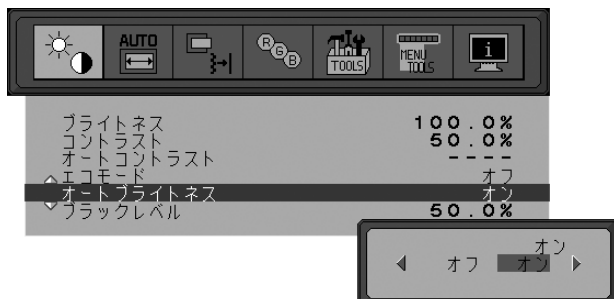 AUTO
R G B
TOOLS
MENU TOOLS
i
ブライトネス 100.0%
コントラスト 50.0%
オートコントラスト ----
エコモード オフ
オートブライトネス オン
ブラックレベル 50.0%
オン
オフ オン